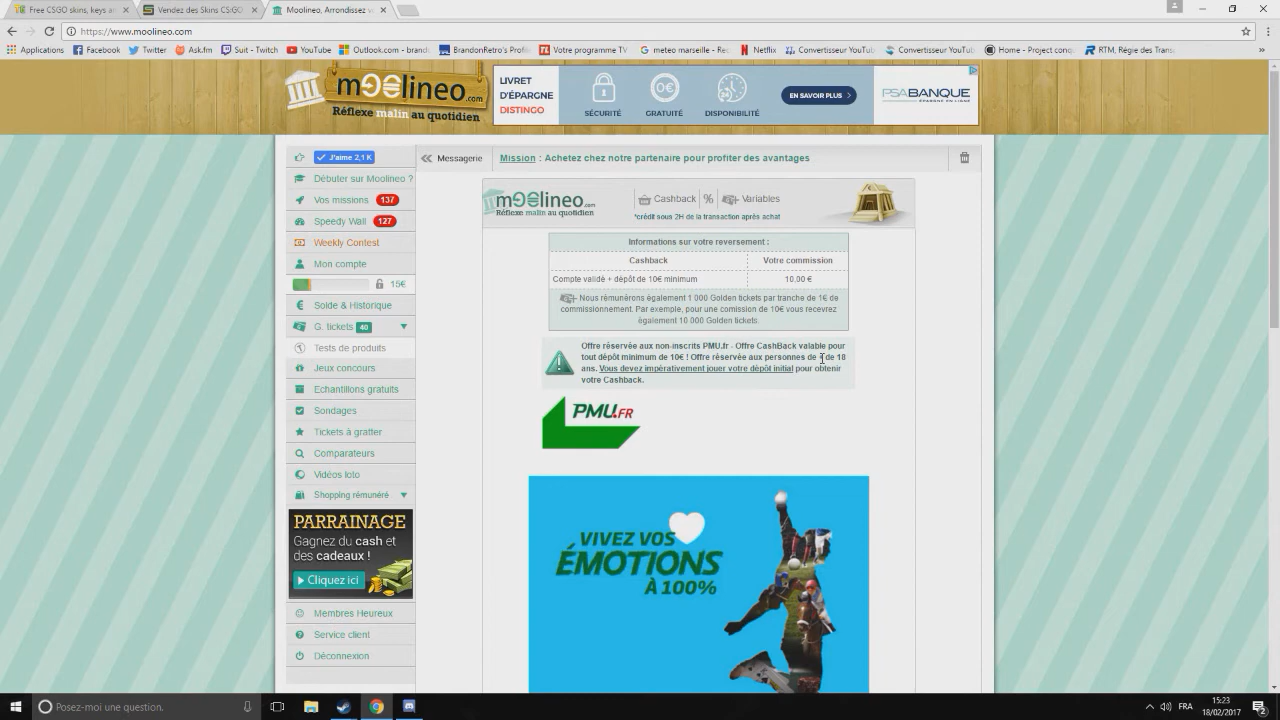 Free CSGO skins, keys an
Vendez des Skins CS:GO
Moolineo, Arrondissez v
https://www.moolineo.com
Applications
Facebook
Twitter
Ask.fm
Suit - Twitch
YouTube
Outlook.com - brand
BrandonRetro's Profi
Votre programme TV
meteo marseille - Re
Netflix
Convertisseur YouTu
Convertisseur YouTub
Home - Project conq
RTM, Régie des Trans
moolineo.com
Réflexe malin au quotidien
LIVRET
D'ÉPARGNE
DISTINGO
SÉCURITÉ
0€
GRATUITÉ
24
DISPONIBILITÉ
EN SAVOIR PLUS
PSA BANQUE
ÉPARGNE EN LIGNE
J'aime 2,1 K
Débuter sur Moolineo ?
Vos missions 137
Speedy Wall 127
Weekly Contest
Mon compte
15€
Solde & Historique
G. tickets 40
Tests de produits
Jeux concours
Echantillons gratuits
Sondages
Tickets à gratter
Comparateurs
Vidéos loto
Shopping rémunéré
PARRAINAGE
Gagnez du cash et
des cadeaux !
Cliquez ici
Membres Heureux
Service client
Déconnexion
Messagerie
Mission : Achetez chez notre partenaire pour profiter des avantages
moolineo.com
Réflexe malin au quotidien
Cashback % Variables
*crédit sous 2H de la transaction après achat
Informations sur votre reversement :
Cashback Votre commission
Compte validé + dépôt de 10€ minimum 10.00 €
Nous rémunérons également 1 000 Golden tickets par tranche de 1€ de
commissionnement. Par exemple, pour une comission de 10€ vous recevrez
également 10 000 Golden tickets.
Offre réservée aux non-inscrits PMU.fr - Offre CashBack valable pour
tout dépôt minimum de 10€ ! Offre réservée aux personnes de de 18
ans. Vous devez impérativement jouer votre dépôt initial pour obtenir
votre Cashback.
PMU.FR
VIVEZ VOS
ÉMOTIONS
À 100%
Posez-moi une question.
FRA
15:23
18/02/2017
2